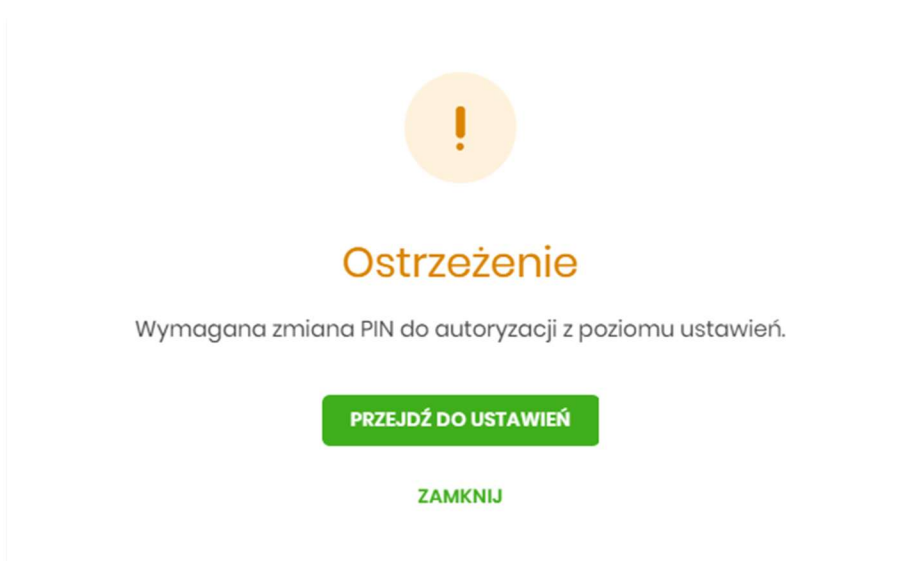 Ostrzeżenie
Wymagana zmiana PIN do autoryzacji z poziomu ustawień.
PRZEJDŹ DO USTAWIEŃ
ZAMKNIJ